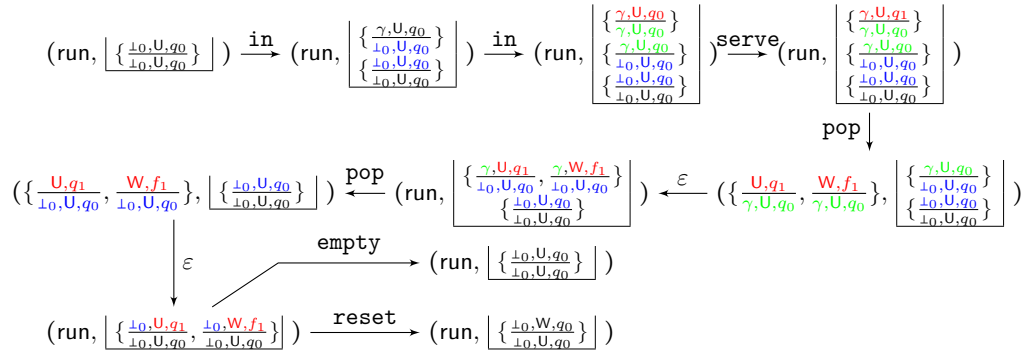 (run, ⌊{ ⊥₀,U,q₀ / ⊥₀,U,q₀ }⌋) in (run, ⌊{ γ,U,q₀ / ⊥₀,U,q₀ } { ⊥₀,U,q₀ / ⊥₀,U,q₀ }⌋) in (run, ⌊{ γ,U,q₀ / γ,U,q₀ } { γ,U,q₀ / ⊥₀,U,q₀ } { ⊥₀,U,q₀ / ⊥₀,U,q₀ }⌋) serve (run, ⌊{ γ,U,q₁ / γ,U,q₀ } { γ,U,q₀ / ⊥₀,U,q₀ } { ⊥₀,U,q₀ / ⊥₀,U,q₀ }⌋)
pop
({ U,q₁ / ⊥₀,U,q₀ , W,f₁ / ⊥₀,U,q₀ }, ⌊{ ⊥₀,U,q₀ / ⊥₀,U,q₀ }⌋) pop (run, ⌊{ γ,U,q₁ / ⊥₀,U,q₀ , γ,W,f₁ / ⊥₀,U,q₀ } { ⊥₀,U,q₀ / ⊥₀,U,q₀ }⌋) ε ({ U,q₁ / γ,U,q₀ , W,f₁ / γ,U,q₀ }, ⌊{ γ,U,q₀ / ⊥₀,U,q₀ } { ⊥₀,U,q₀ / ⊥₀,U,q₀ }⌋)
ε
empty
(run, ⌊{ ⊥₀,U,q₀ / ⊥₀,U,q₀ }⌋)
(run, ⌊{ ⊥₀,U,q₁ / ⊥₀,U,q₀ , ⊥₀,W,f₁ / ⊥₀,U,q₀ }⌋) reset (run, ⌊{ ⊥₀,W,q₀ / ⊥₀,U,q₀ }⌋)